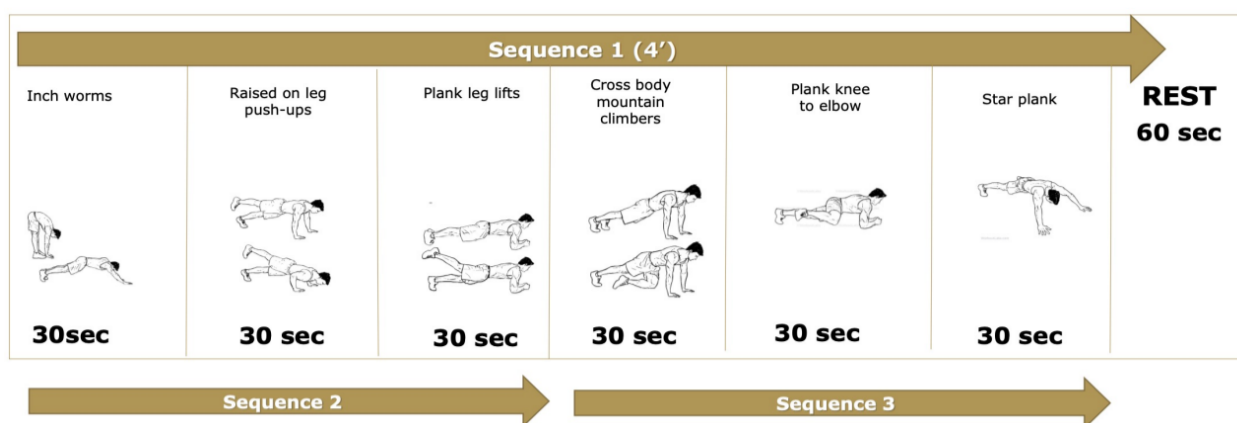 Sequence 1 (4’)
Inch worms
Raised on leg
push-ups
Plank leg lifts
Cross body
mountain
climbers
Plank knee
to elbow
Star plank
REST
60 sec
30sec
30 sec
30 sec
30 sec
30 sec
30 sec
Sequence 2
Sequence 3